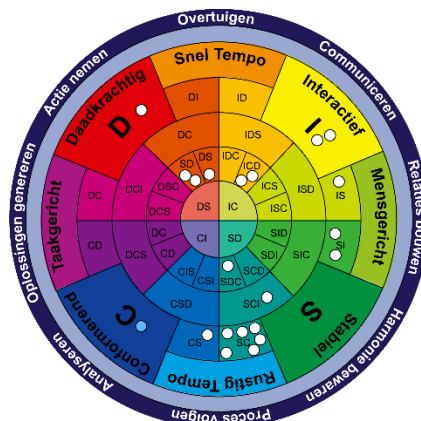 Overtuigen
Communiceren
Relaties bouwen
Harmonie bewaren
Proces volgen
Analyseren
Oplossingen genereren
Actie nemen
Snel Tempo
Interactief
I
Mensgericht
Stabiel
S
Rustig Tempo
Conformerend
C
Taakgericht
Daadkrachtig
D
DI
ID
DC
IDS
SD
DS
IDC
ICD
DC
DCI
DSC
ICS
ISD
IS
DCS
DS
IC
ISC
CD
DCS
DC
CI
SD
SID
SIC
SI
CD
SDI
CIS
CSI
SDC
SCD
CSD
SCI
CS
SC